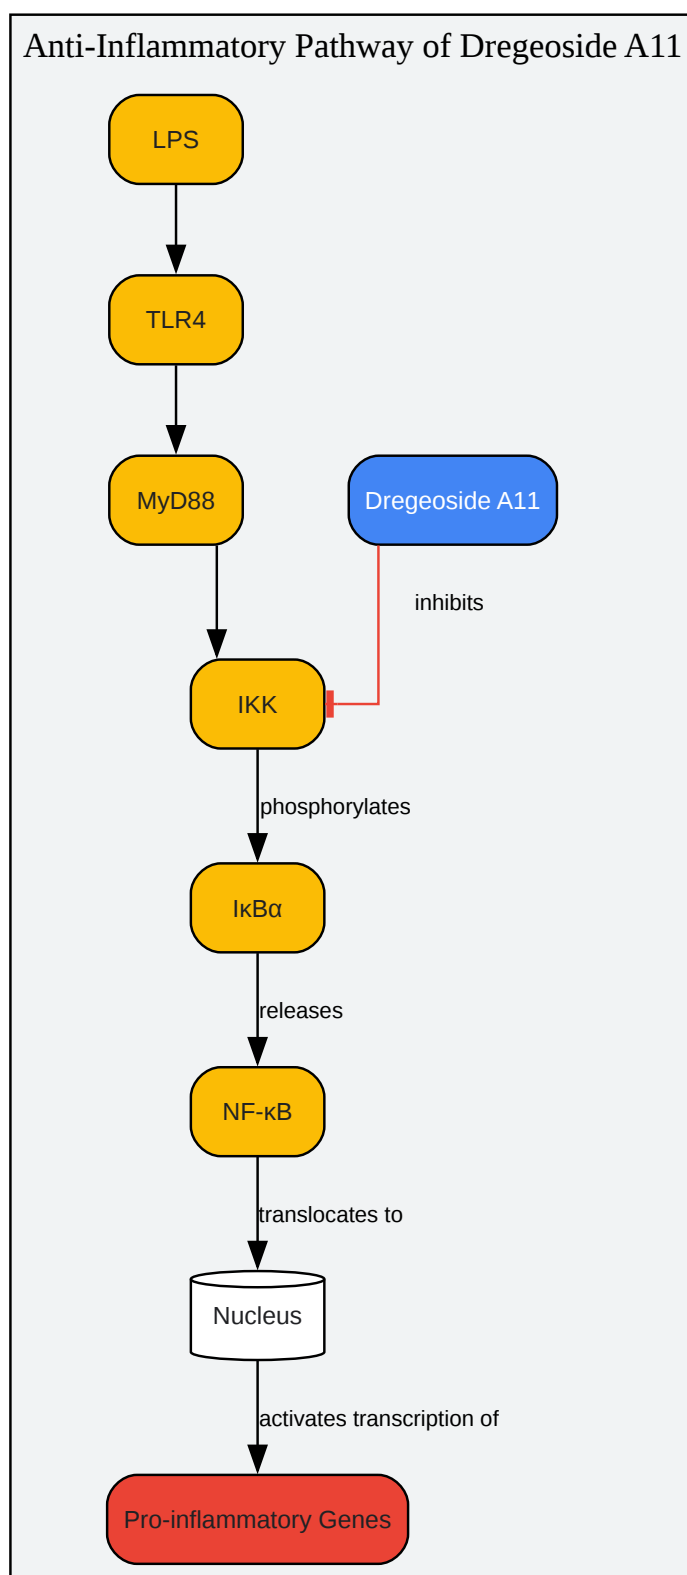 Anti-Inflammatory Pathway of Dregeoside A11
LPS
TLR4
MyD88
Dregeoside A11
inhibits
IKK
phosphorylates
IκBα
releases
NF-κB
translocates to
Nucleus
activates transcription of
Pro-inflammatory Genes